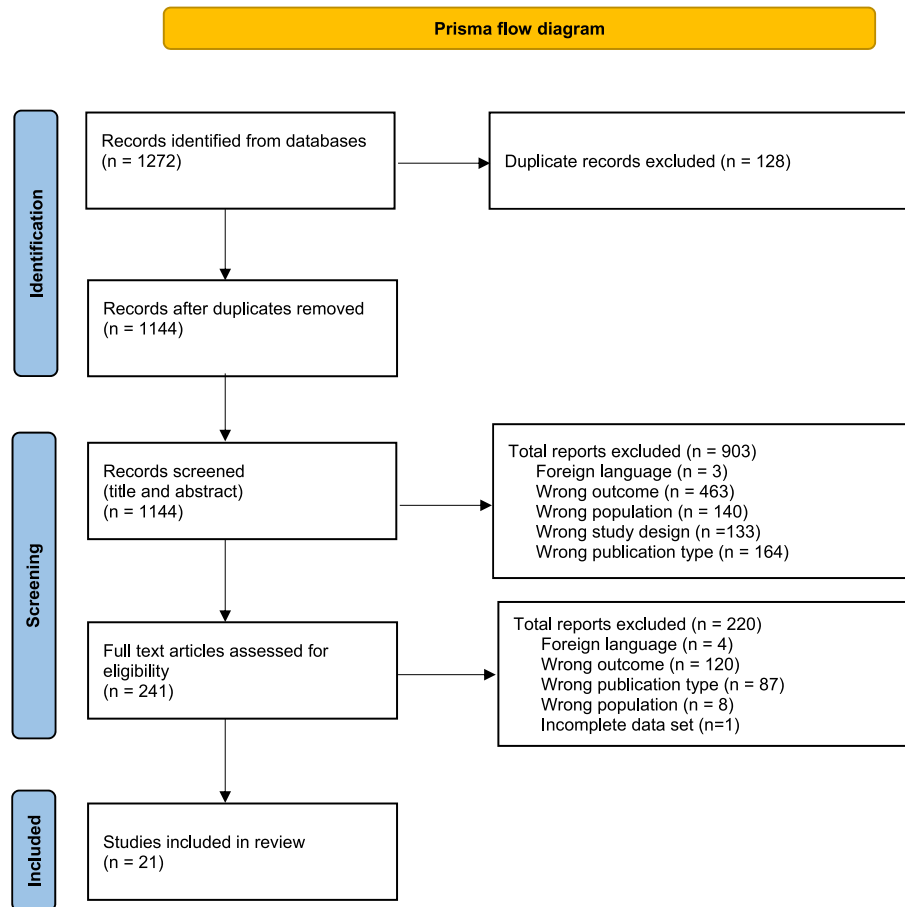 Prisma flow diagram
Identification
Records identified from databases
(n = 1272)
Duplicate records excluded (n = 128)
Records after duplicates removed
(n = 1144)
Screening
Records screened
(title and abstract)
(n = 1144)
Total reports excluded (n = 903)
Foreign language (n = 3)
Wrong outcome (n = 463)
Wrong population (n = 140)
Wrong study design (n =133)
Wrong publication type (n = 164)
Full text articles assessed for
eligibility
(n = 241)
Total reports excluded (n = 220)
Foreign language (n = 4)
Wrong outcome (n = 120)
Wrong publication type (n = 87)
Wrong population (n = 8)
Incomplete data set (n=1)
Included
Studies included in review
(n = 21)